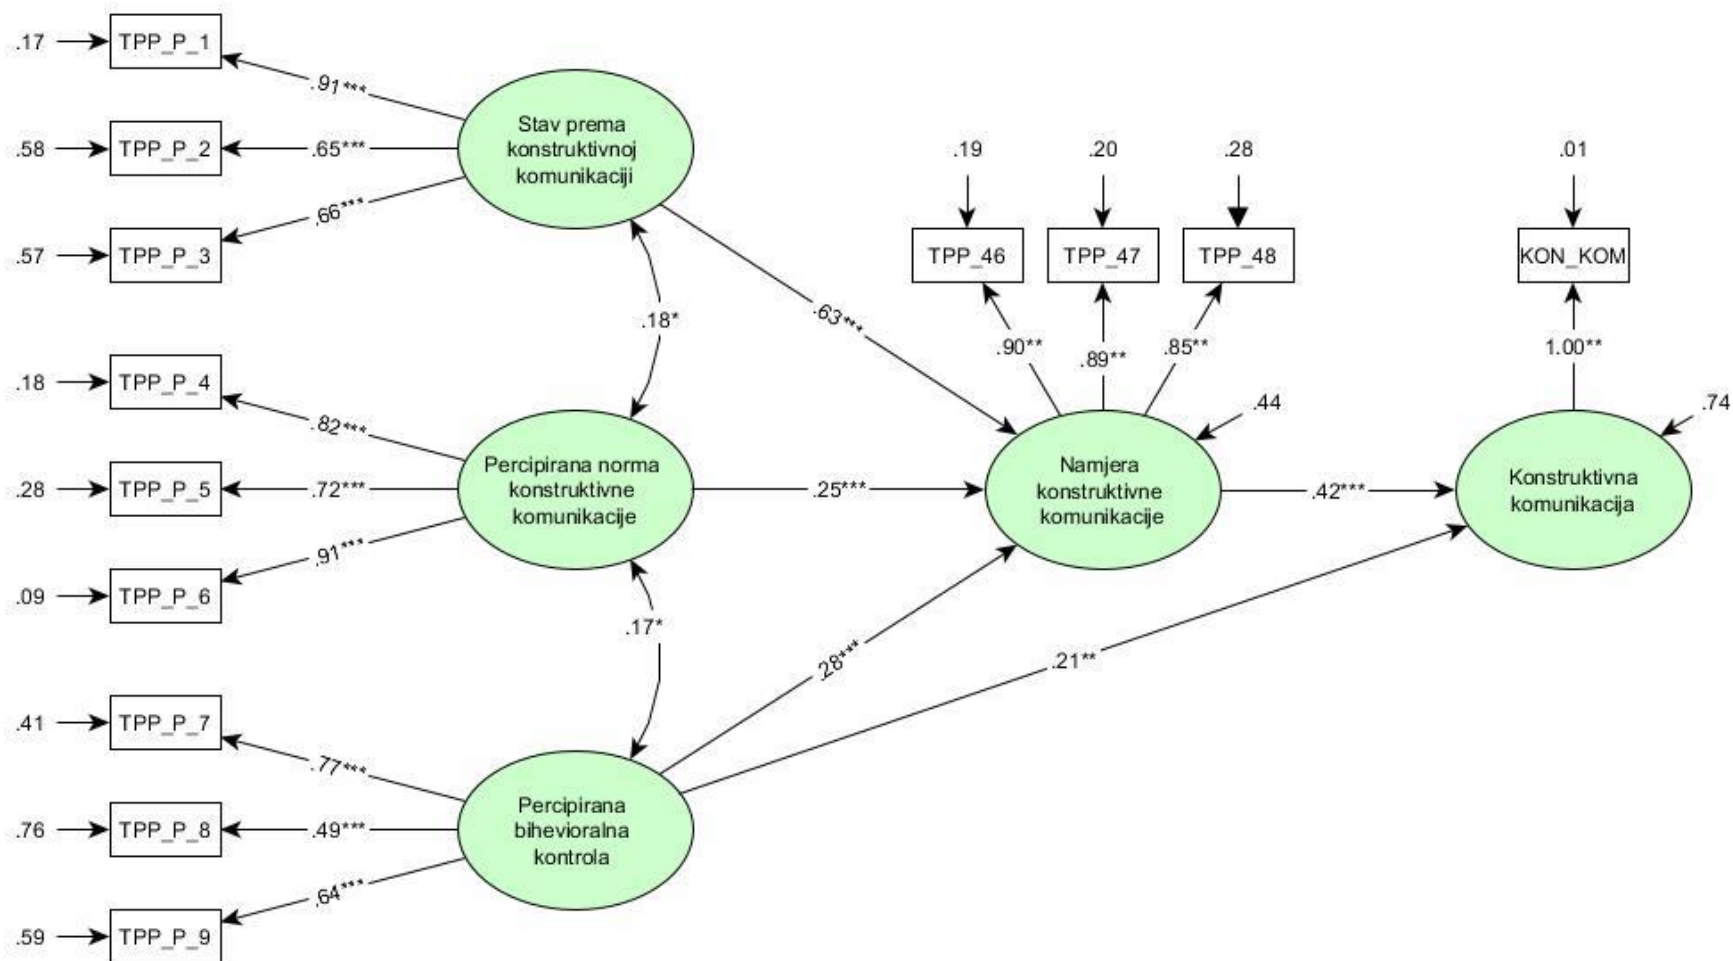 .17
TPP_P_1
.91***
Stav prema
konstruktivnoj
komunikaciji
.58
TPP_P_2
.65***
.19
.20
.28
.01
.66***
.57
TPP_P_3
TPP_46
TPP_47
TPP_48
KON_KOM
.18*
.63***
.90**
.89**
.85**
1.00**
.18
TPP_P_4
.82***
.44
.74
Percipirana norma
konstruktivne
komunikacije
Namjera
konstruktivne
komunikacije
Konstruktivna
komunikacija
.28
TPP_P_5
.72***
.25***
.42***
.91***
.09
TPP_P_6
.17*
.28***
.21**
.41
TPP_P_7
.77***
Percipirana
bihevioralna
kontrola
.76
TPP_P_8
.49***
.64***
.59
TPP_P_9